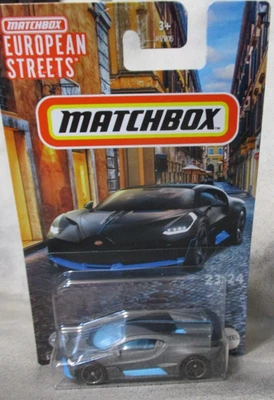 MATCHBOX
EUROPEAN
STREETS
3+
MATCHBOX
23/24